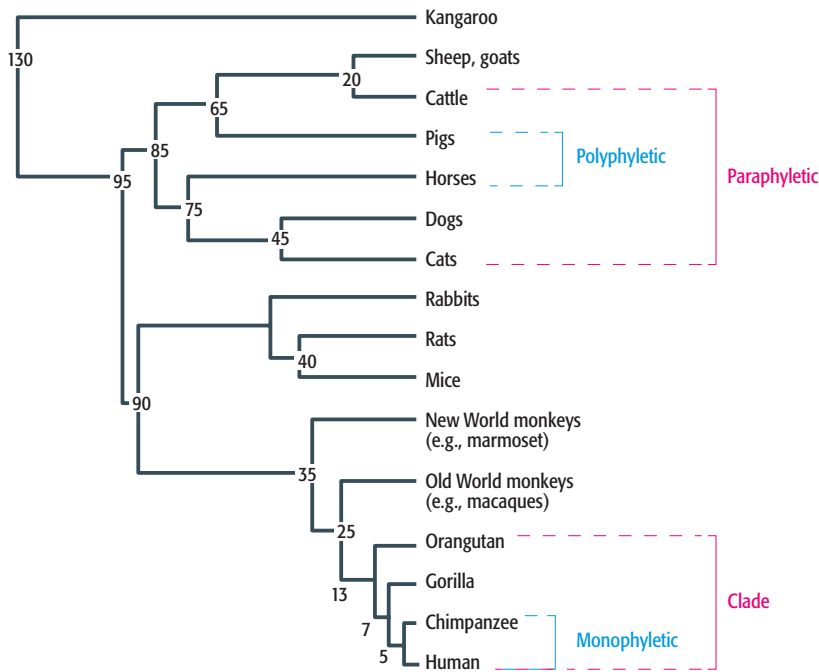 Kangaroo
130
Sheep, goats
20
Cattle
65
Pigs
Polyphyletic
85
Paraphyletic
95
Horses
75
Dogs
45
Cats
Rabbits
Rats
40
Mice
90
New World monkeys
(e.g., marmoset)
35
Old World monkeys
(e.g., macaques)
25
Orangutan
13
Gorilla
Clade
7
Chimpanzee
Monophyletic
5
Human